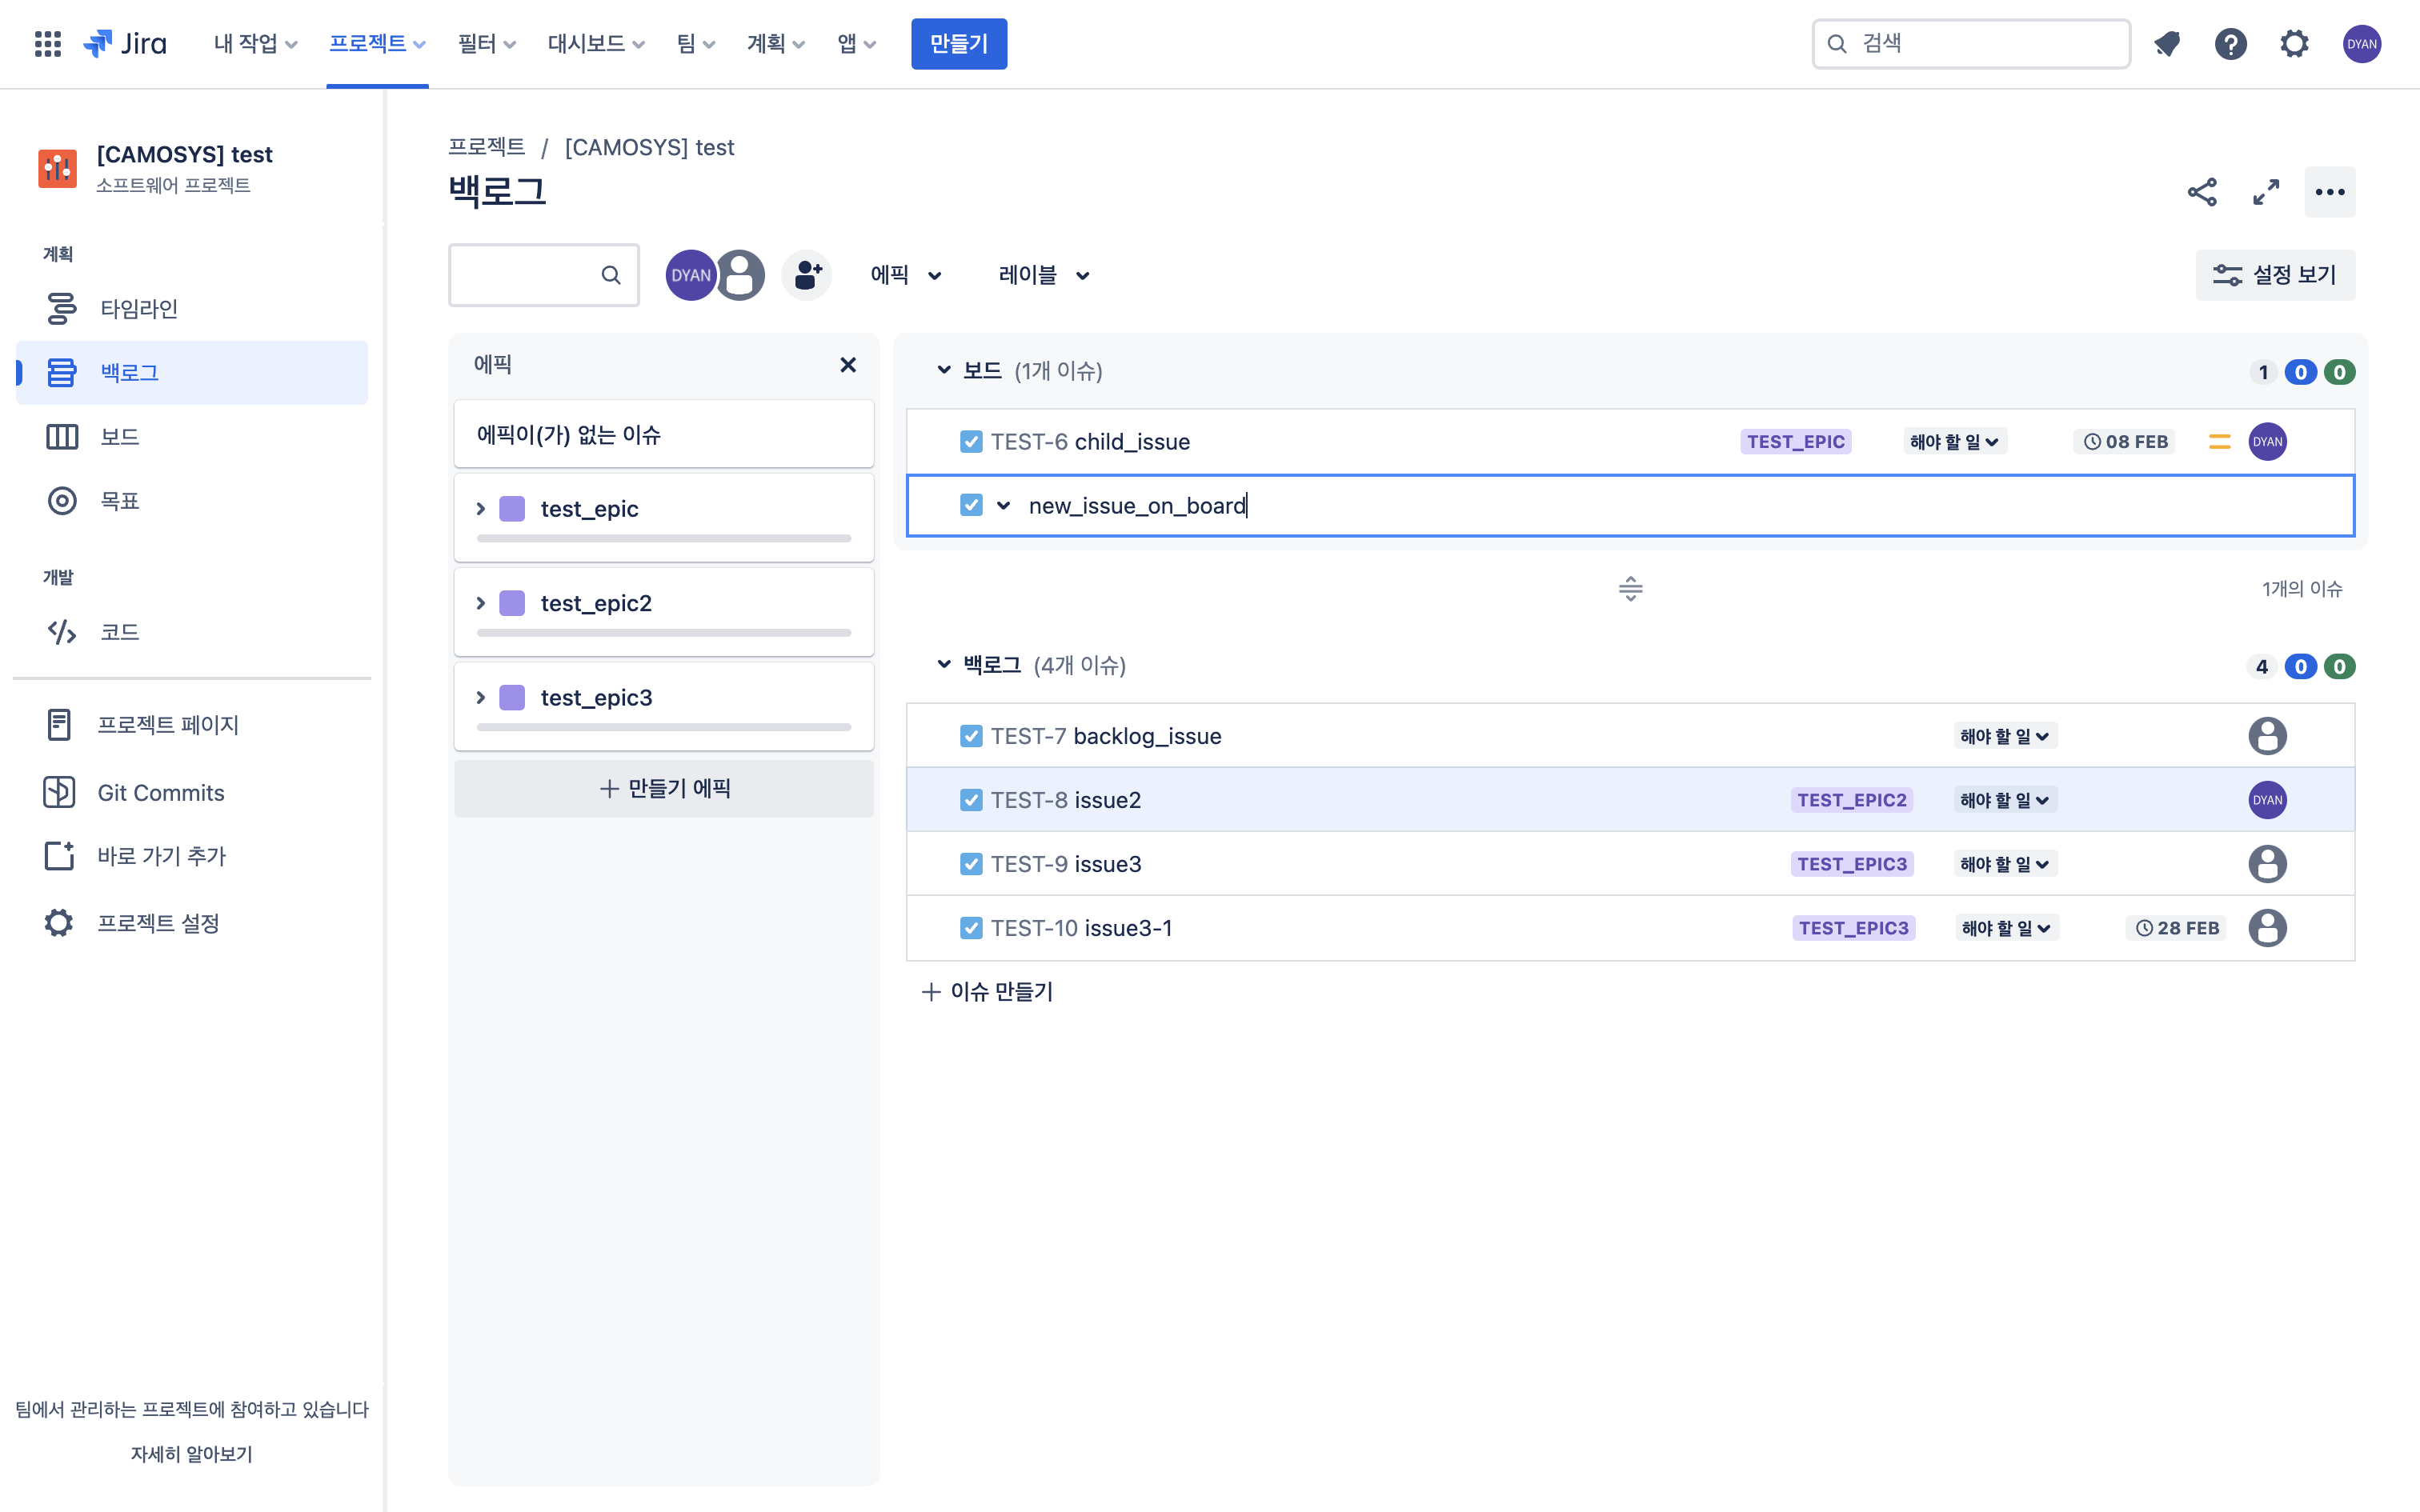 Jira 내 작업 프로젝트 필터 대시보드 팀 계획 앱 만들기 검색 DYAN
[CAMOSYS] test
소프트웨어 프로젝트
계획
타임라인
백로그
보드
목표
개발
코드
프로젝트 페이지
Git Commits
바로 가기 추가
프로젝트 설정
팀에서 관리하는 프로젝트에 참여하고 있습니다
자세히 알아보기
프로젝트 / [CAMOSYS] test
백로그
DYAN 에픽 레이블 설정 보기
에픽
에픽이(가) 없는 이슈
test_epic
test_epic2
test_epic3
만들기 에픽
보드 (1개 이슈) 1 0 0
TEST-6 child_issue TEST_EPIC 해야 할 일 08 FEB DYAN
new_issue_on_board
1개의 이슈
백로그 (4개 이슈) 4 0 0
TEST-7 backlog_issue 해야 할 일
TEST-8 issue2 TEST_EPIC2 해야 할 일 DYAN
TEST-9 issue3 TEST_EPIC3 해야 할 일
TEST-10 issue3-1 TEST_EPIC3 해야 할 일 28 FEB
이슈 만들기